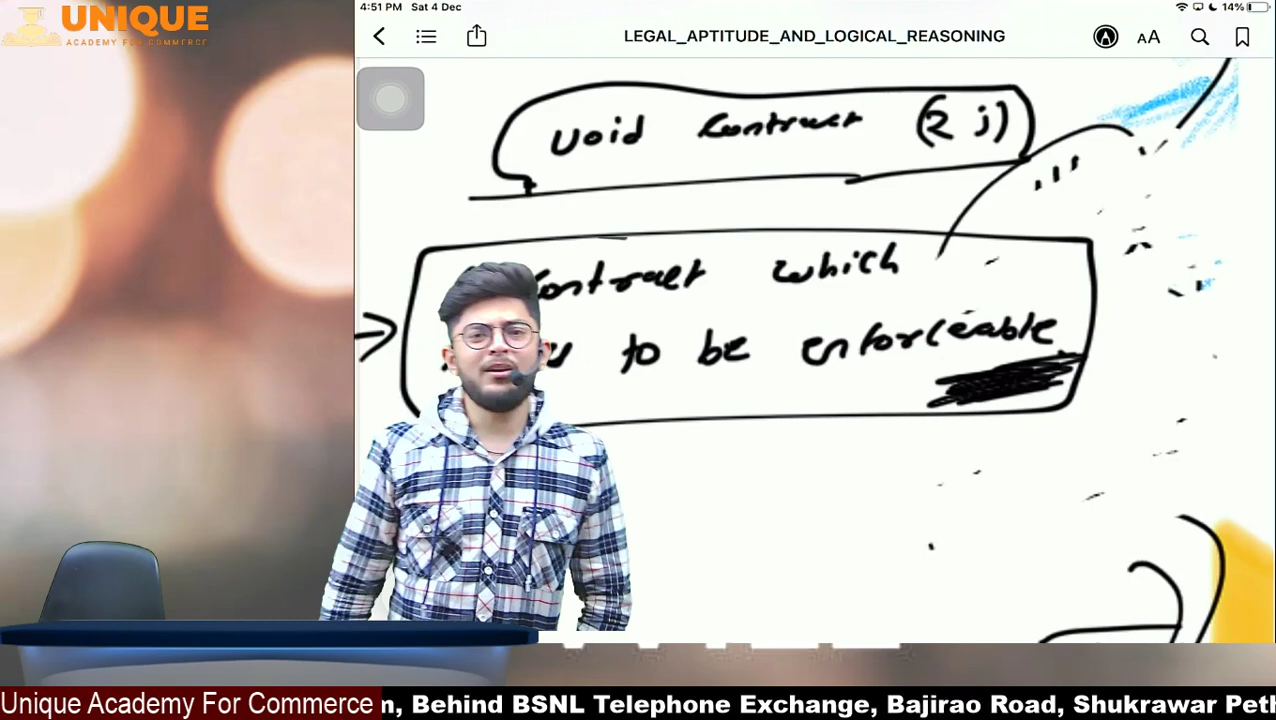 4:51 PM Sat 4 Dec
14%
UNIQUE
ACADEMY FOR COMMERCE
LEGAL_APTITUDE_AND_LOGICAL_REASONING
AA
void contract (2 j)
contract which
to be enforceable
Unique Academy For Commerce
, Behind BSNL Telephone Exchange, Bajirao Road, Shukrawar Peth